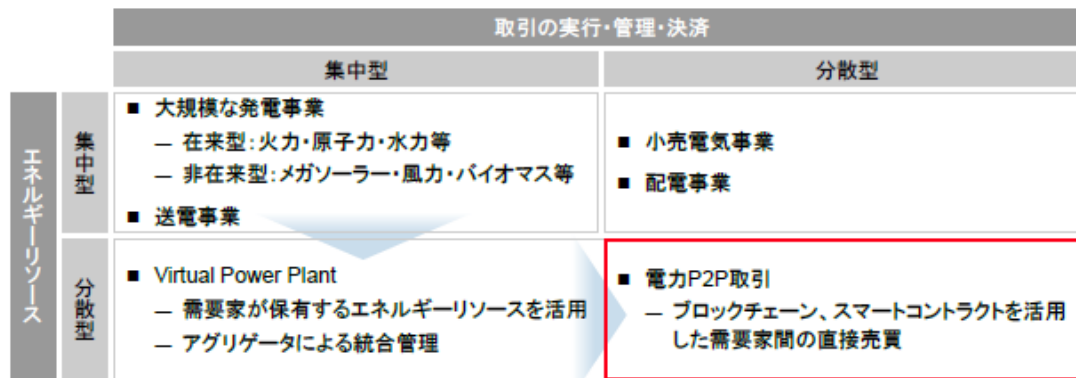 取引の実行・管理・決済
集中型
分散型
エネルギーリソース
集中型
■ 大規模な発電事業
― 在来型：火力・原子力・水力等
― 非在来型：メガソーラー・風力・バイオマス等
■ 送電事業
■ 小売電気事業
■ 配電事業
分散型
■ Virtual Power Plant
― 需要家が保有するエネルギーリソースを活用
― アグリゲータによる統合管理
■ 電力P2P取引
― ブロックチェーン、スマートコントラクトを活用
した需要家間の直接売買